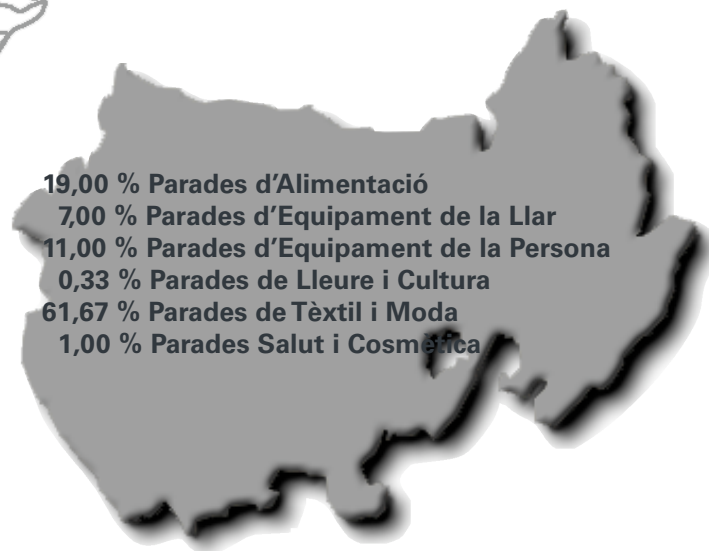 19,00 % Parades d'Alimentació
7,00 % Parades d'Equipament de la Llar
11,00 % Parades d'Equipament de la Persona
0,33 % Parades de Lleure i Cultura
61,67 % Parades de Tèxtil i Moda
1,00 % Parades Salut i Cosmètica